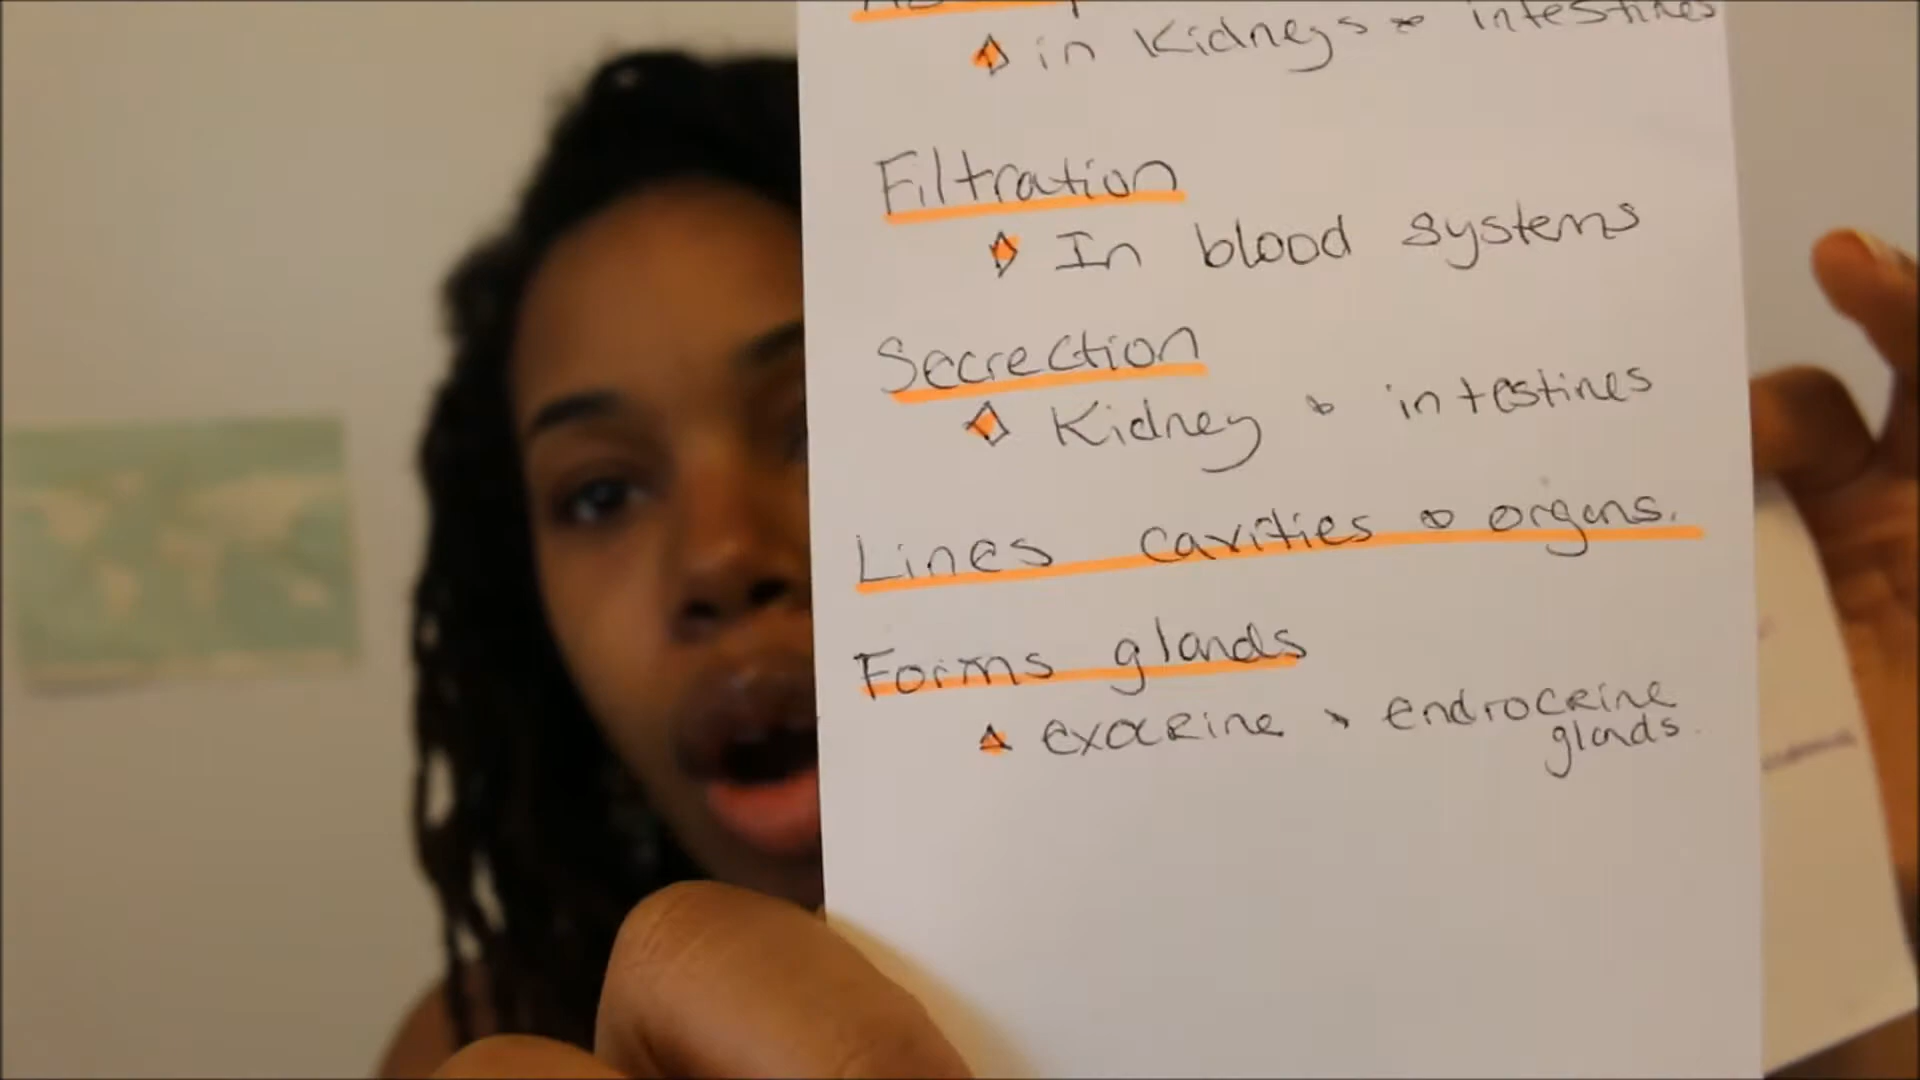 in Kidneys & intestines
Filtration
In blood systems
Secrection
Kidney & intestines
Lines cavities & organs.
Forms glands
exocrine & endrocrine
glands.